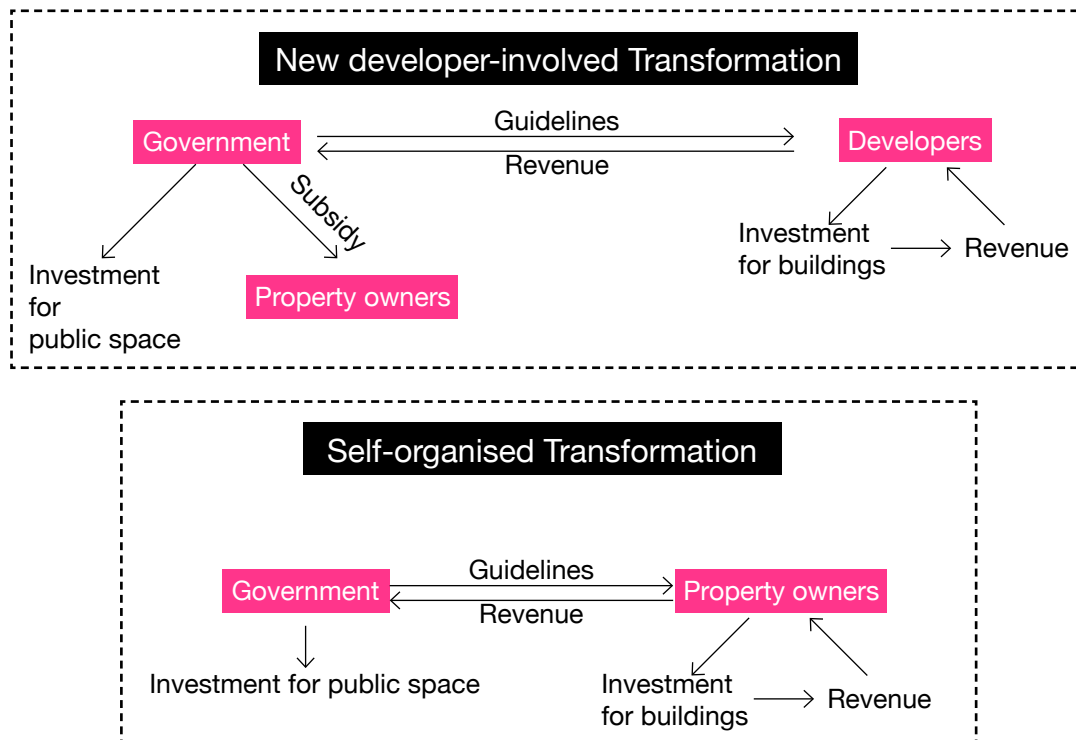 New developer-involved Transformation
Government
Guidelines
Revenue
Developers
Subsidy
Investment
for
public space
Property owners
Investment
for buildings
Revenue
Self-organised Transformation
Government
Guidelines
Revenue
Property owners
Investment for public space
Investment
for buildings
Revenue